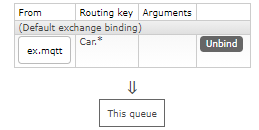 From Routing key Arguments
(Default exchange binding)
ex.mqtt Car.* Unbind
⇓
This queue